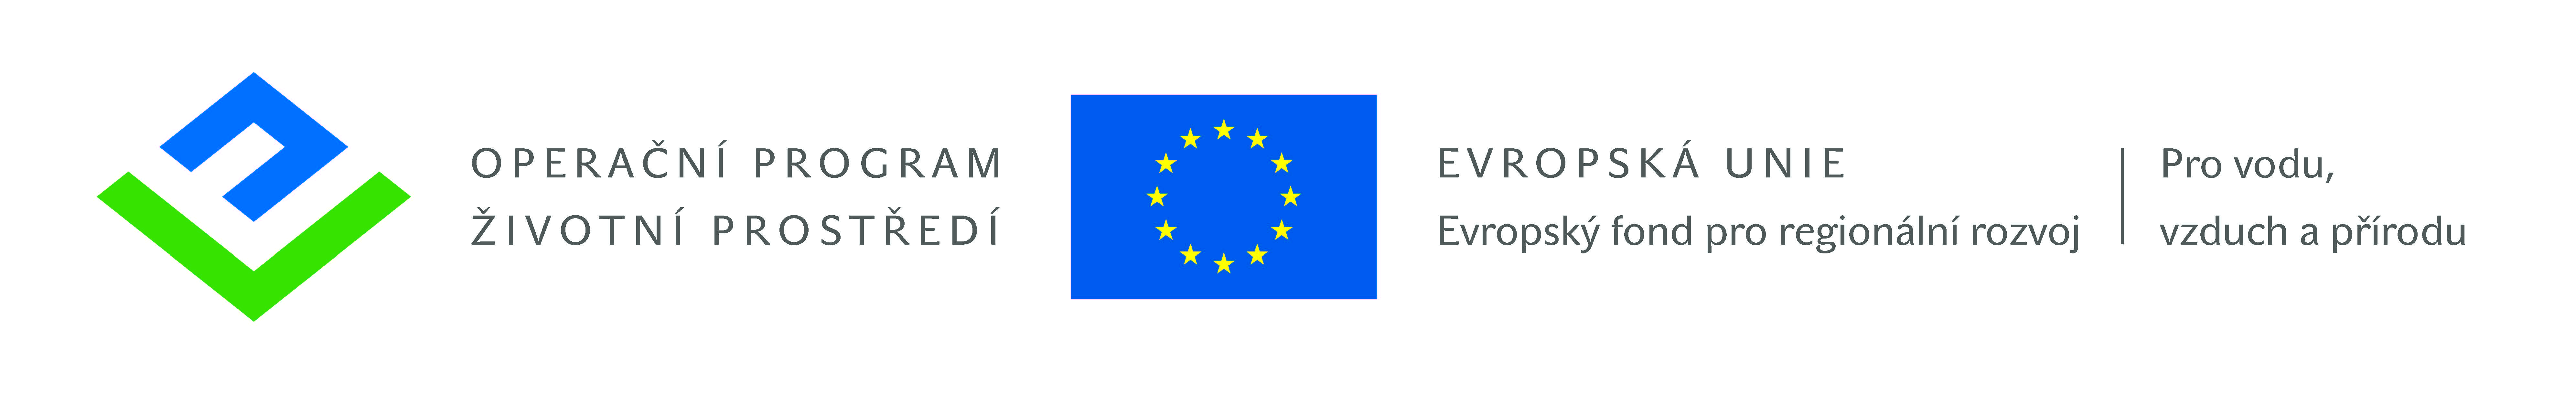 OPERAČNÍ PROGRAM
ŽIVOTNÍ PROSTŘEDÍ
EVROPSKÁ UNIE
Evropský fond pro regionální rozvoj
Pro vodu,
vzduch a přírodu